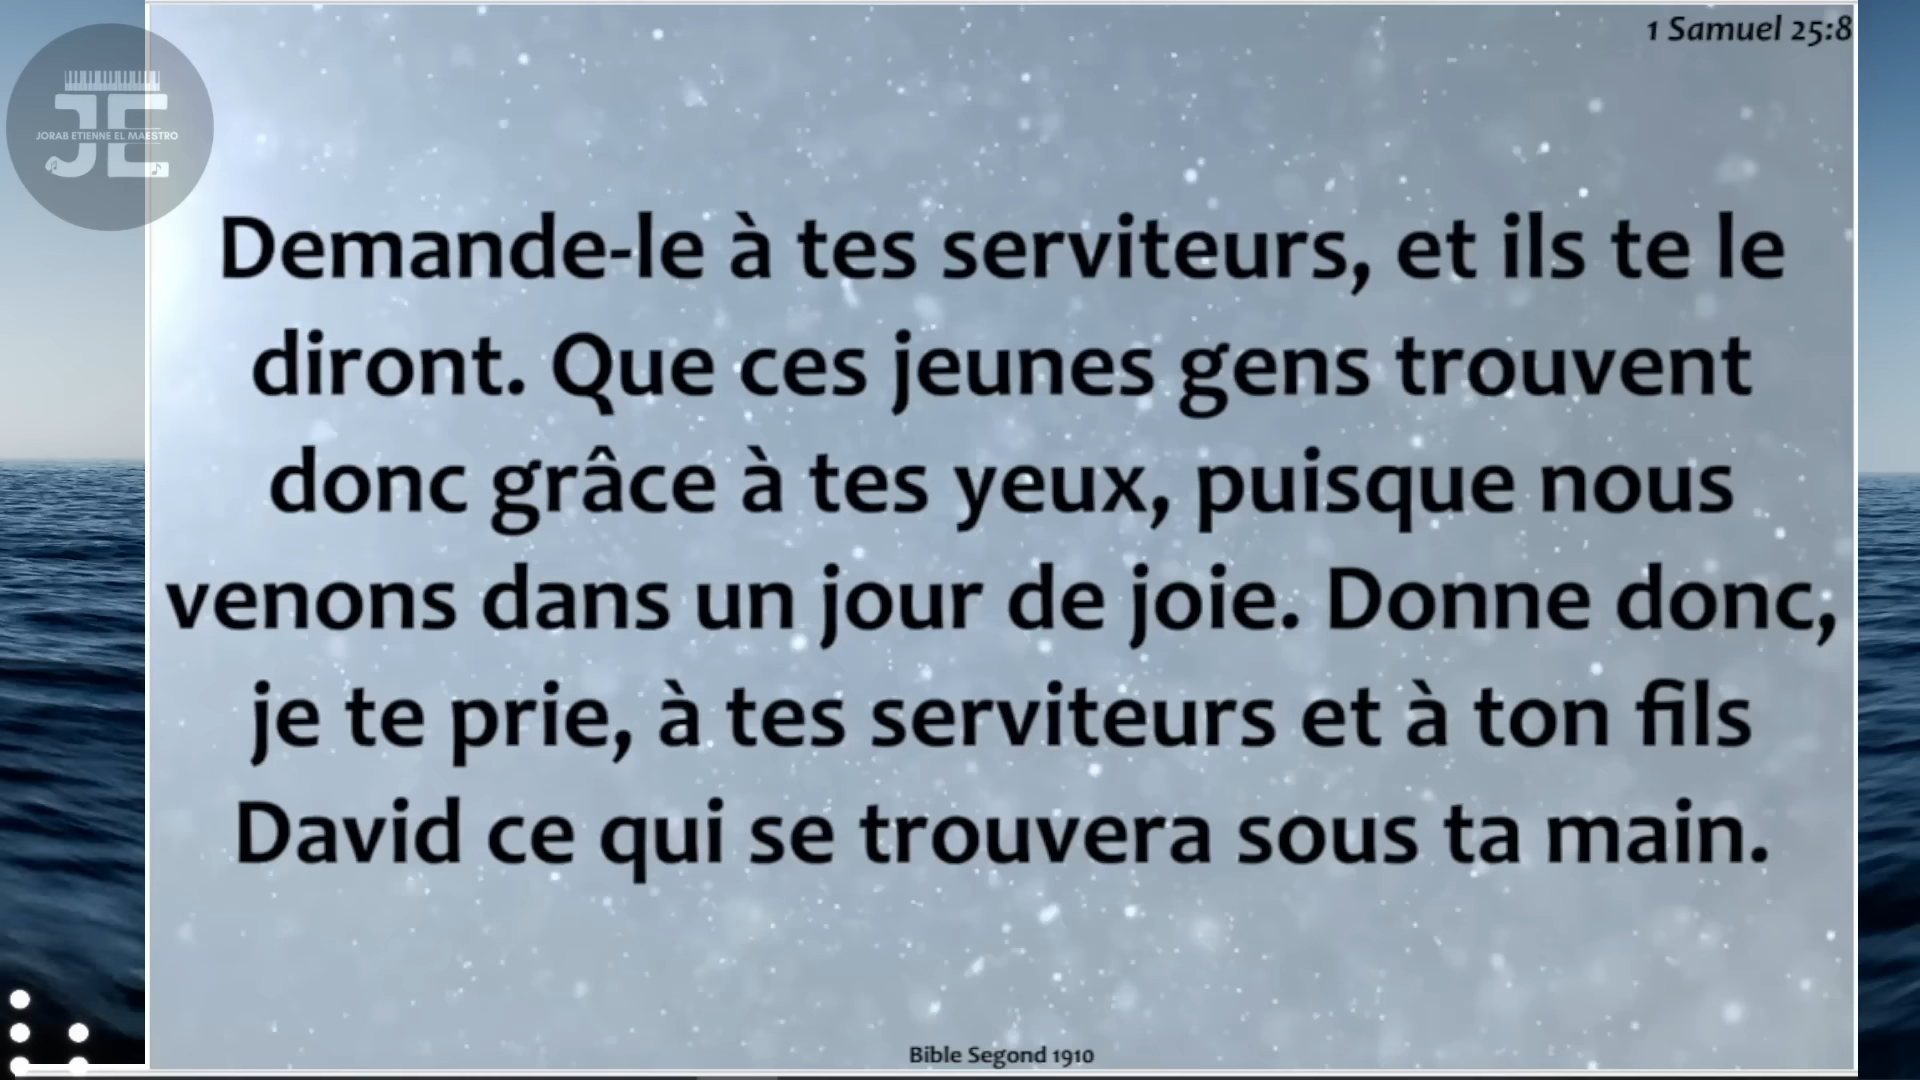 1 Samuel 25:8
JE
JORAB ETIENNE EL MAESTRO
Demande-le à tes serviteurs, et ils te le
diront. Que ces jeunes gens trouvent
donc grâce à tes yeux, puisque nous
venons dans un jour de joie. Donne donc,
je te prie, à tes serviteurs et à ton fils
David ce qui se trouvera sous ta main.
Bible Segond 1910